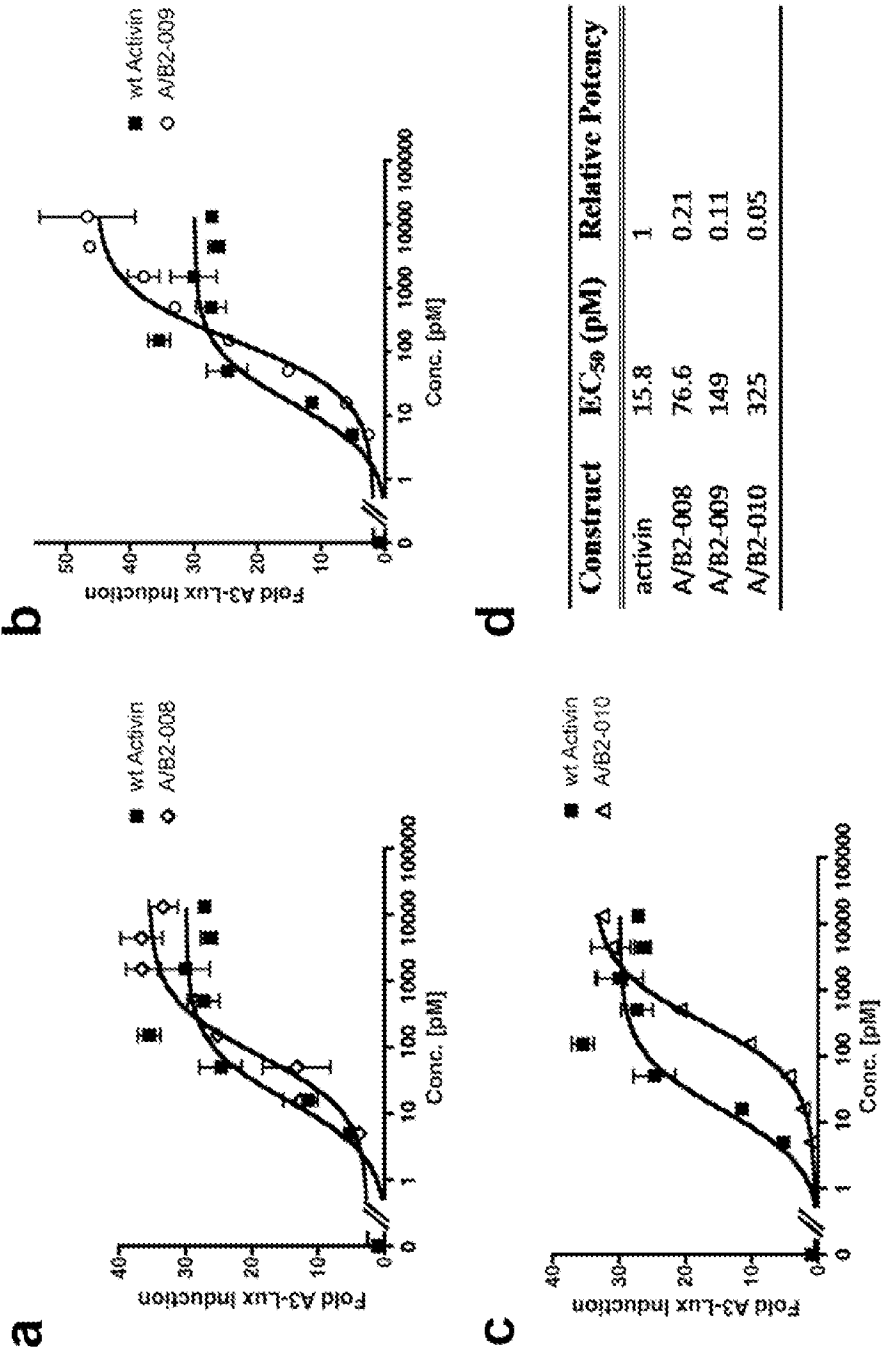 a
Fold A3-Lux Induction
40
30
20
10
0
0 1 10 100 1000 10000 100000
Conc. [pM]
wt Activin
A/B2-008
b
Fold A3-Lux Induction
50
40
30
20
10
0
0 1 10 100 1000 10000 100000
Conc. [pM]
wt Activin
A/B2-009
c
Fold A3-Lux Induction
40
30
20
10
0
0 1 10 100 1000 10000 100000
Conc. [pM]
wt Activin
A/B2-010
d
Construct EC₅₀ (pM) Relative Potency
activin 15.8 1
A/B2-008 76.6 0.21
A/B2-009 149 0.11
A/B2-010 325 0.05